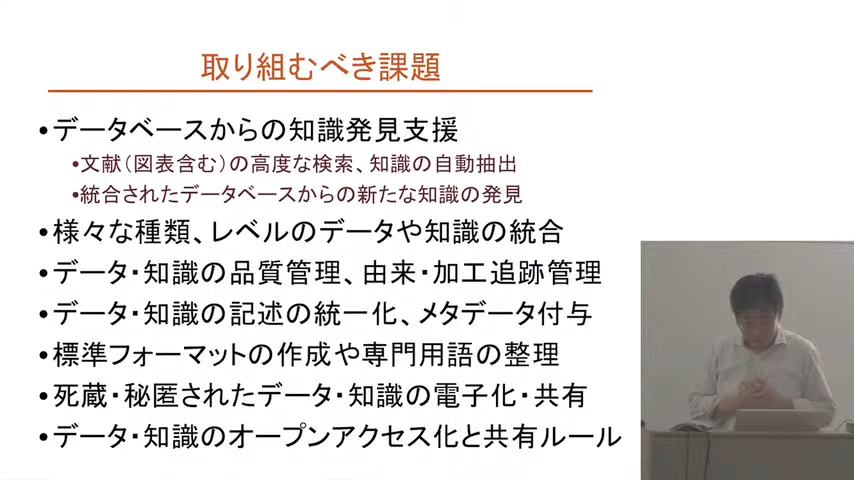 取り組むべき課題
•データベースからの知識発見支援
•文献（図表含む）の高度な検索、知識の自動抽出
•統合されたデータベースからの新たな知識の発見
•様々な種類、レベルのデータや知識の統合
•データ・知識の品質管理、由来・加工追跡管理
•データ・知識の記述の統一化、メタデータ付与
•標準フォーマットの作成や専門用語の整理
•死蔵・秘匿されたデータ・知識の電子化・共有
•データ・知識のオープンアクセス化と共有ルール